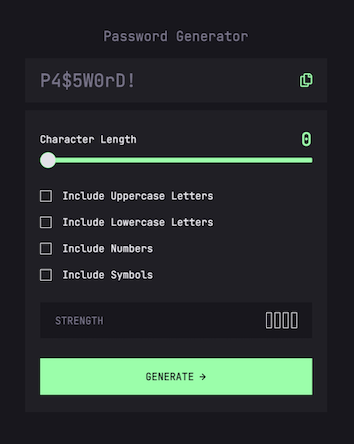 Password Generator
P4$5W0rD!
Character Length 0
Include Uppercase Letters
Include Lowercase Letters
Include Numbers
Include Symbols
STRENGTH
GENERATE →